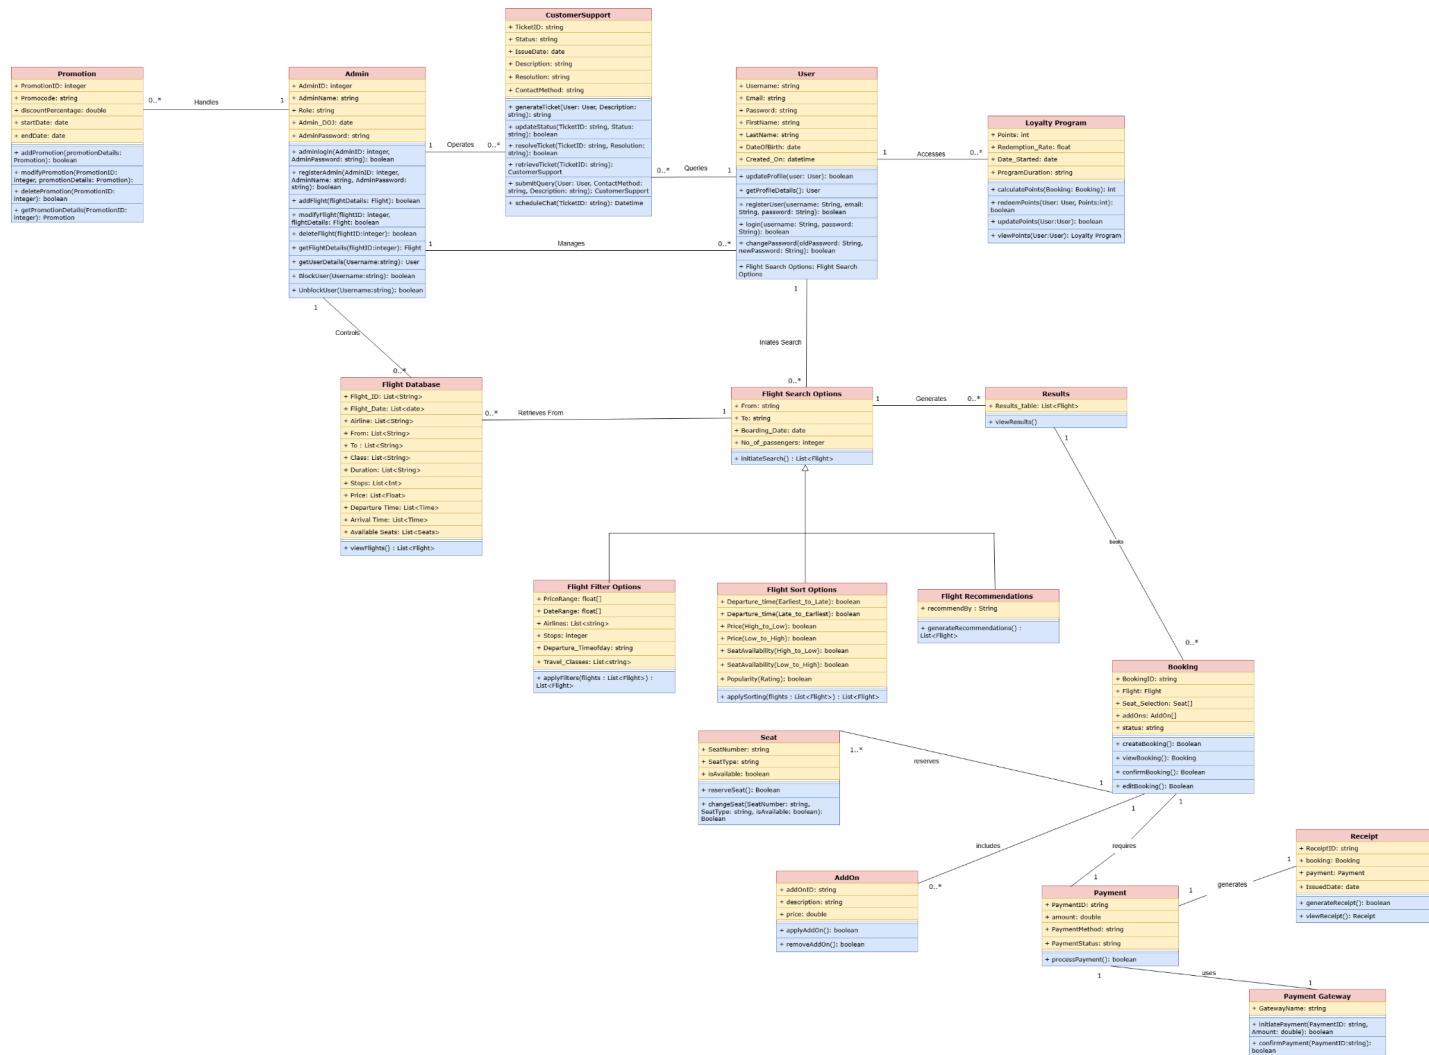 CustomerSupport
+ TicketID: string
+ Status: string
+ IssueDate: date
+ Description: string
+ Resolution: string
+ ContactMethod: string
+ generateTicket(User: User, Description:
string): string
+ updateStatus(TicketID: string, Status:
string): boolean
+ resolveTicket(TicketID: string, Resolution:
string): boolean
+ retrieveTicket(TicketID: string):
CustomerSupport
+ submitQuery(User: User, ContactMethod:
string, Description: string): CustomerSupport
+ scheduleChat(TicketID: string): Datetime
Promotion
+ PromotionID: integer
+ Promocode: string
+ discountPercentage: double
+ startDate: date
+ endDate: date
+ addPromotion(promotionDetails:
Promotion): boolean
+ modifyPromotion(PromotionID:
integer, promotionDetails: Promotion):
+ deletePromotion(PromotionID:
integer): boolean
+ getPromotionDetails(PromotionID:
integer): Promotion
0..*
Handles
1
Admin
+ AdminID: integer
+ AdminName: string
+ Role: string
+ Admin_DOJ: date
+ AdminPassword: string
+ adminlogin(AdminID: integer,
AdminPassword: string): boolean
+ registerAdmin(AdminID: integer,
AdminName: string, AdminPassword:
string): boolean
+ addFlight(flightDetails: Flight): boolean
+ modifyFlight(flightID: integer,
flightDetails: Flight: boolean
+ deleteFlight(flightID:integer): boolean
+ getFlightDetails(flightID:integer): Flight
+ getUserDetails(Username:string): User
+ BlockUser(Username:string): boolean
+ UnblockUser(Username:string): boolean
1
Operates
0..*
0..*
Queries
1
1
Manages
0..*
User
+ Username: string
+ Email: string
+ Password: string
+ FirstName: string
+ LastName: string
+ DateOfBirth: date
+ Created_On: datetime
+ updateProfile(user: User): boolean
+ getProfileDetails(): User
+ registerUser(username: String, email:
String, password: String): boolean
+ login(username: String, password:
String): boolean
+ changePassword(oldPassword: String,
newPassword: String): boolean
+ Flight Search Options: Flight Search
Options
1
Accesses
0..*
Loyalty Program
+ Points: int
+ Redemption_Rate: float
+ Date_Started: date
+ ProgramDuration: string
+ calculatePoints(Booking: Booking): int
+ redeemPoints(User: User, Points:int):
boolean
+ updatePoints(User:User): boolean
+ viewPoints(User:User): Loyalty Program
1
Controls
0..*
1
Iniates Search
0..*
Flight Database
+ Flight_ID: List<String>
+ Flight_Date: List<date>
+ Airline: List<String>
+ From: List<String>
+ To : List<String>
+ Class: List<String>
+ Duration: List<String>
+ Stops: List<Int>
+ Price: List<Float>
+ Departure Time: List<Time>
+ Arrival Time: List<Time>
+ Available Seats: List<Seats>
+ viewFlights() : List<Flight>
0..*
Retrieves From
1
Flight Search Options
+ From: string
+ To: string
+ Boarding_Date: date
+ No_of_passengers: integer
+ initiateSearch() : List<Flight>
1
Generates
0..*
Results
+ Results_table: List<Flight>
+ viewResults()
1
books
0..*
Flight Filter Options
+ PriceRange: float[]
+ DateRange: float[]
+ Airlines: List<string>
+ Stops: integer
+ Departure_Timeofday: string
+ Travel_Classes: List<string>
+ applyFilters(flights : List<Flight>) :
List<Flight>
Flight Sort Options
+ Departure_time(Earliest_to_Late): boolean
+ Departure_time(Late_to_Earliest): boolean
+ Price(High_to_Low): boolean
+ Price(Low_to_High): boolean
+ SeatAvailability(High_to_Low): boolean
+ SeatAvailability(Low_to_High): boolean
+ Popularity(Rating): boolean
+ applySorting(flights : List<Flight>) : List<Flight>
Flight Recommendations
+ recommendBy : String
+ generateRecommendations() :
List<Flight>
Booking
+ BookingID: string
+ Flight: Flight
+ Seat_Selection: Seat[]
+ addOns: AddOn[]
+ status: string
+ createBooking(): Boolean
+ viewBooking(): Booking
+ confirmBooking(): Boolean
+ editBooking(): Boolean
Seat
+ SeatNumber: string
+ SeatType: string
+ isAvailable: boolean
+ reserveSeat(): Boolean
+ changeSeat(SeatNumber: string,
SeatType: string, isAvailable: boolean):
Boolean
1..*
reserves
1
1
includes
0..*
1
requires
1
AddOn
+ addOnID: string
+ description: string
+ price: double
+ applyAddOn(): boolean
+ removeAddOn(): boolean
Payment
+ PaymentID: string
+ amount: double
+ PaymentMethod: string
+ PaymentStatus: string
+ processPayment(): boolean
1
generates
1
Receipt
+ ReceiptID: string
+ booking: Booking
+ payment: Payment
+ IssuedDate: date
+ generateReceipt(): boolean
+ viewReceipt(): Receipt
1
uses
1
Payment Gateway
+ GatewayName: string
+ initiatePayment(PaymentID: string,
Amount: double): boolean
+ confirmPayment(PaymentID:string):
boolean